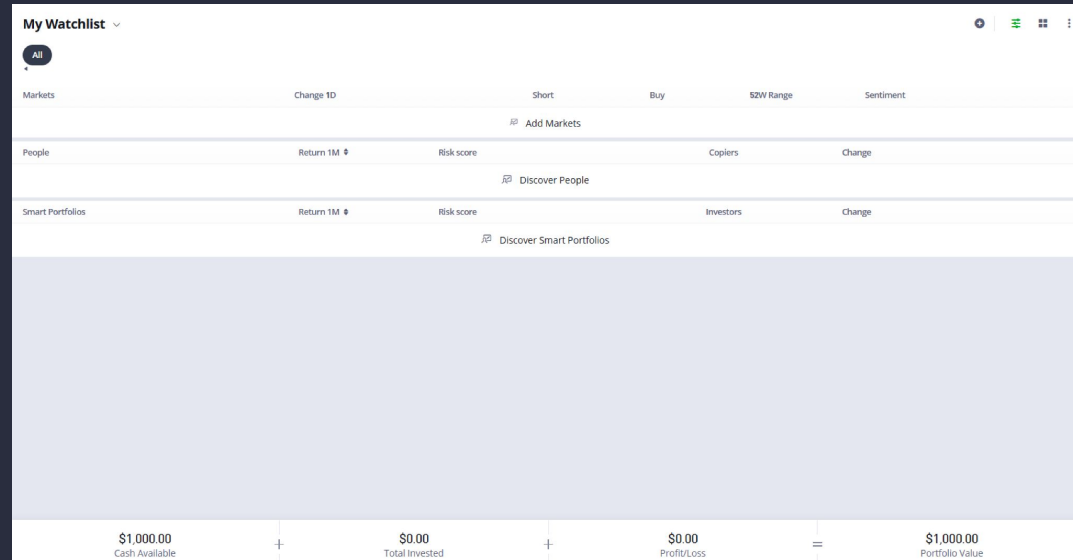 My Watchlist
All
Markets Change 1D Short Buy 52W Range Sentiment
Add Markets
People Return 1M Risk score Copiers Change
Discover People
Smart Portfolios Return 1M Risk score Investors Change
Discover Smart Portfolios
$1,000.00 + $0.00 + $0.00 = $1,000.00
Cash Available Total Invested Profit/Loss Portfolio Value